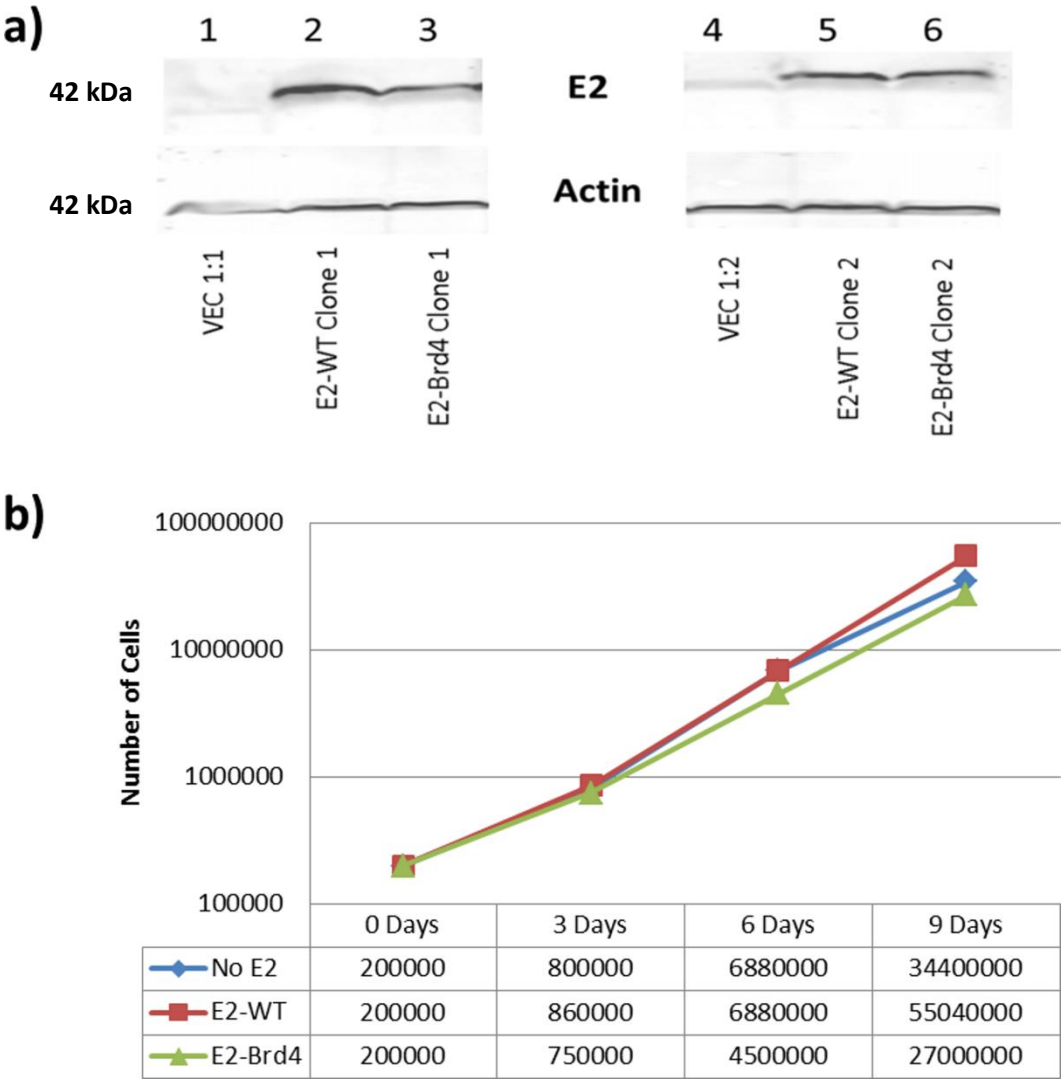 a)
1 2 3 4 5 6
42 kDa
E2
42 kDa
Actin
VEC 1:1
E2-WT Clone 1
E2-Brd4 Clone 1
VEC 1:2
E2-WT Clone 2
E2-Brd4 Clone 2
b)
Number of Cells
100000000
10000000
1000000
100000
0 Days 3 Days 6 Days 9 Days
No E2 200000 800000 6880000 34400000
E2-WT 200000 860000 6880000 55040000
E2-Brd4 200000 750000 4500000 27000000